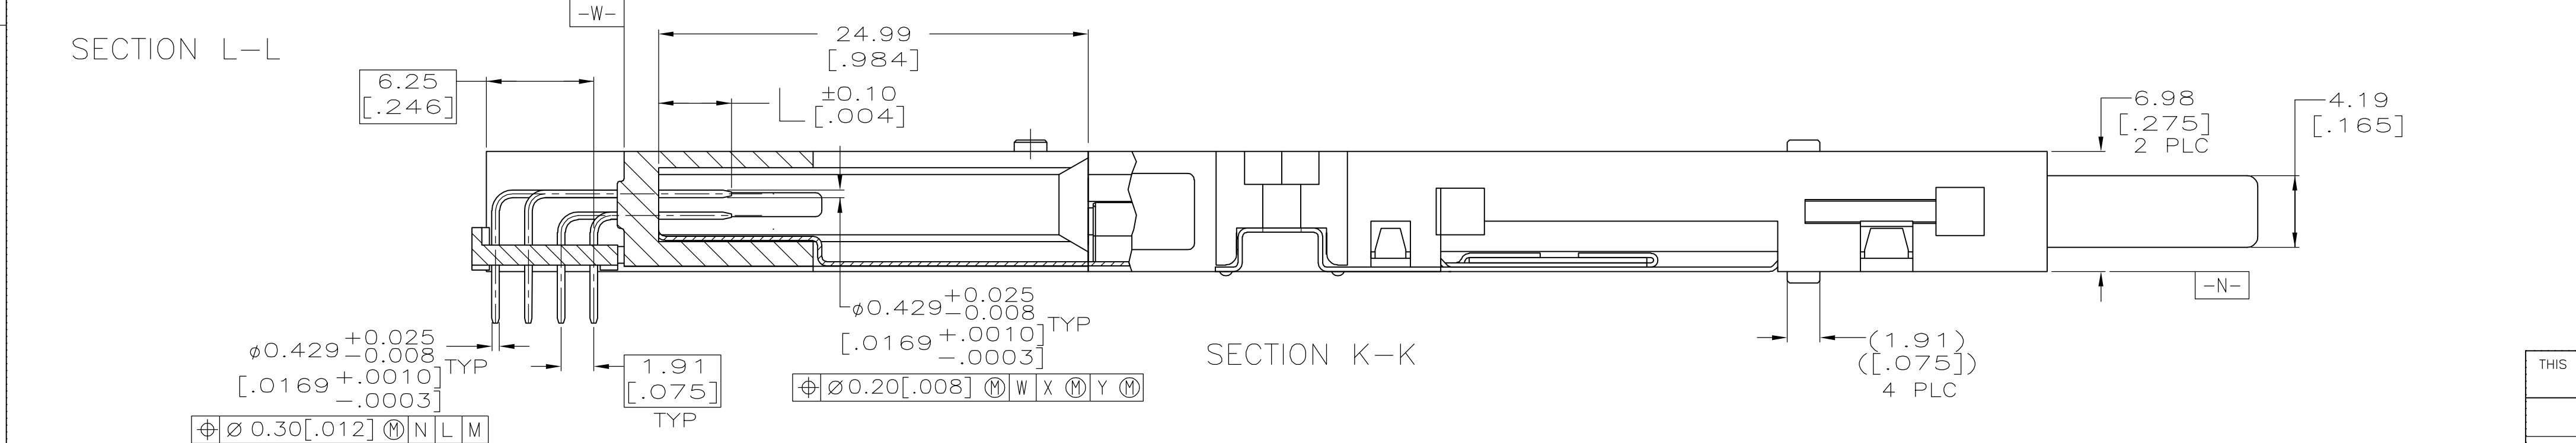 -W-
SECTION L-L
24.99
[.984]
6.25
[.246]
L ±0.10
[.004]
6.98
[.275]
2 PLC
4.19
[.165]
-N-
ø0.429 +0.025
-0.008
TYP
[.0169 +.0010]
-.0003]
⌖ Ø 0.30[.012] Ⓜ N L M
1.91
[.075]
TYP
ø0.429 +0.025
-0.008
TYP
[.0169 +.0010]
-.0003]
⌖ Ø 0.20[.008] Ⓜ W X Ⓜ Y Ⓜ
SECTION K-K
(1.91)
([.075])
4 PLC
THIS